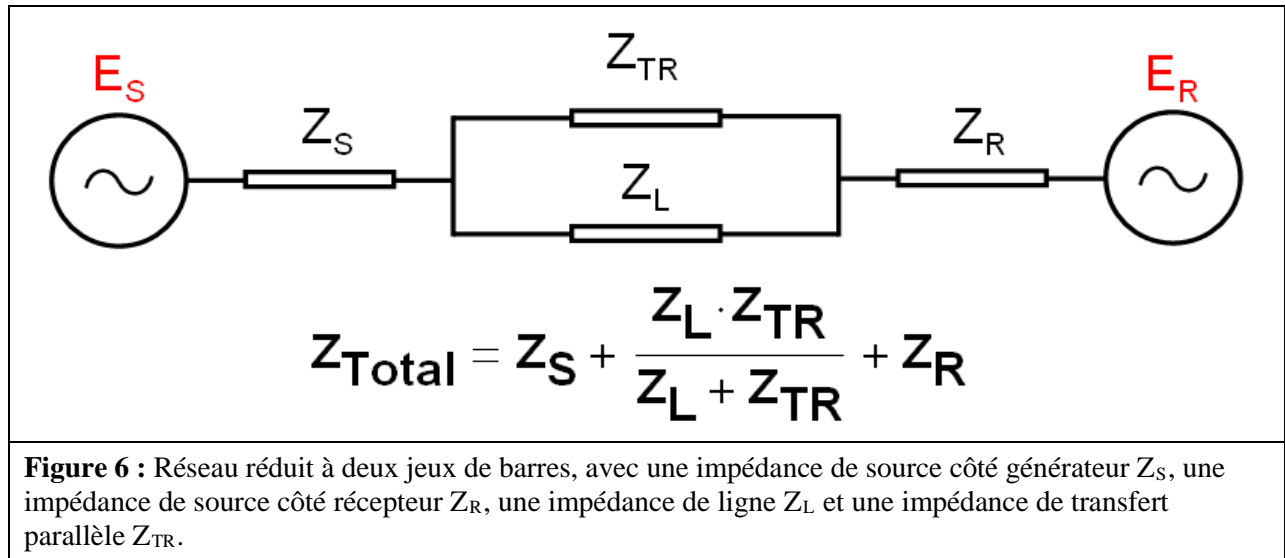 E_S
Z_TR
E_R
Z_S
Z_R
Z_L
Z_Total = Z_S + (Z_L · Z_TR) / (Z_L + Z_TR) + Z_R
Figure 6 : Réseau réduit à deux jeux de barres, avec une impédance de source côté générateur Z_S, une
impédance de source côté récepteur Z_R, une impédance de ligne Z_L et une impédance de transfert
parallèle Z_TR.